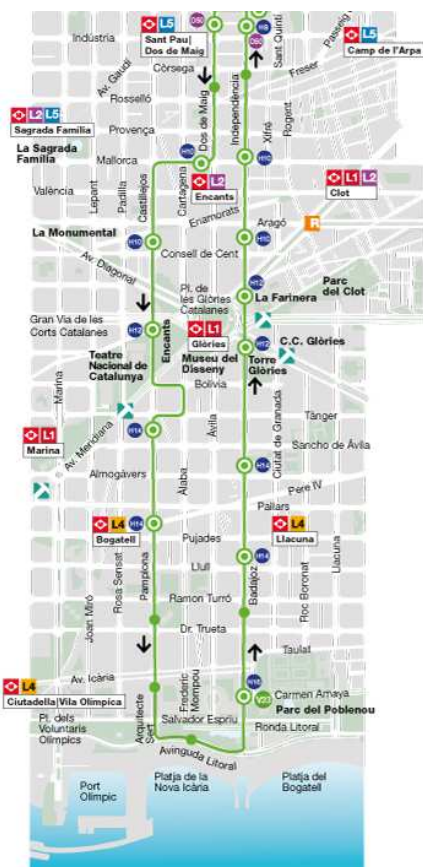 D50
H8
D50
Indústria
L5
Sant Pau|
Dos de Maig
Sant Quintí
L5
Camp de l'Arpa
Av. Gaudí
Còrsega
Freser
Rosselló
Dos de Maig
Independència
Rogent
Xifré
L2 L5
Sagrada Família
Provença
La Sagrada
Família
Mallorca
H10
H10
L2
Encants
L1 L2
Clot
València
Lepant
Padilla
Castillejos
Cartagena
Enamorats
Aragó
R
La Monumental
H10
H10
Consell de Cent
Av. Diagonal
Pl. de
les Glòries
Catalanes
H12
La Farinera
Parc
del Clot
Gran Via de les
Corts Catalanes
H12
Encants
L1
Glòries
H12
C.C. Glòries
Teatre
Nacional de
Catalunya
Museu del
Disseny
Torre
Glòries
Marina
Bolívia
Àvila
Ciutat de Granada
Tànger
L1
Marina
Av. Meridiana
H14
Sancho de Ávila
Almogàvers
Àlaba
H14
Pere IV
Pallars
L4
Bogatell
H14
L4
Llacuna
Pujades
Llull
H14
Joan Miró
Rosa Sensat
Pamplona
Badajoz
Roc Boronat
Llacuna
Ramon Turró
Dr. Trueta
Taulat
Av. Icària
L4
Ciutadella|Vila Olímpica
Frederic
Mompou
H16
V23
Carmen Amaya
Parc del Poblenou
Pl. dels
Voluntaris
Olímpics
Arquitecte
Sert
Salvador Espriu
Ronda Litoral
Avinguda Litoral
Port
Olímpic
Platja de la
Nova Icària
Platja del
Bogatell